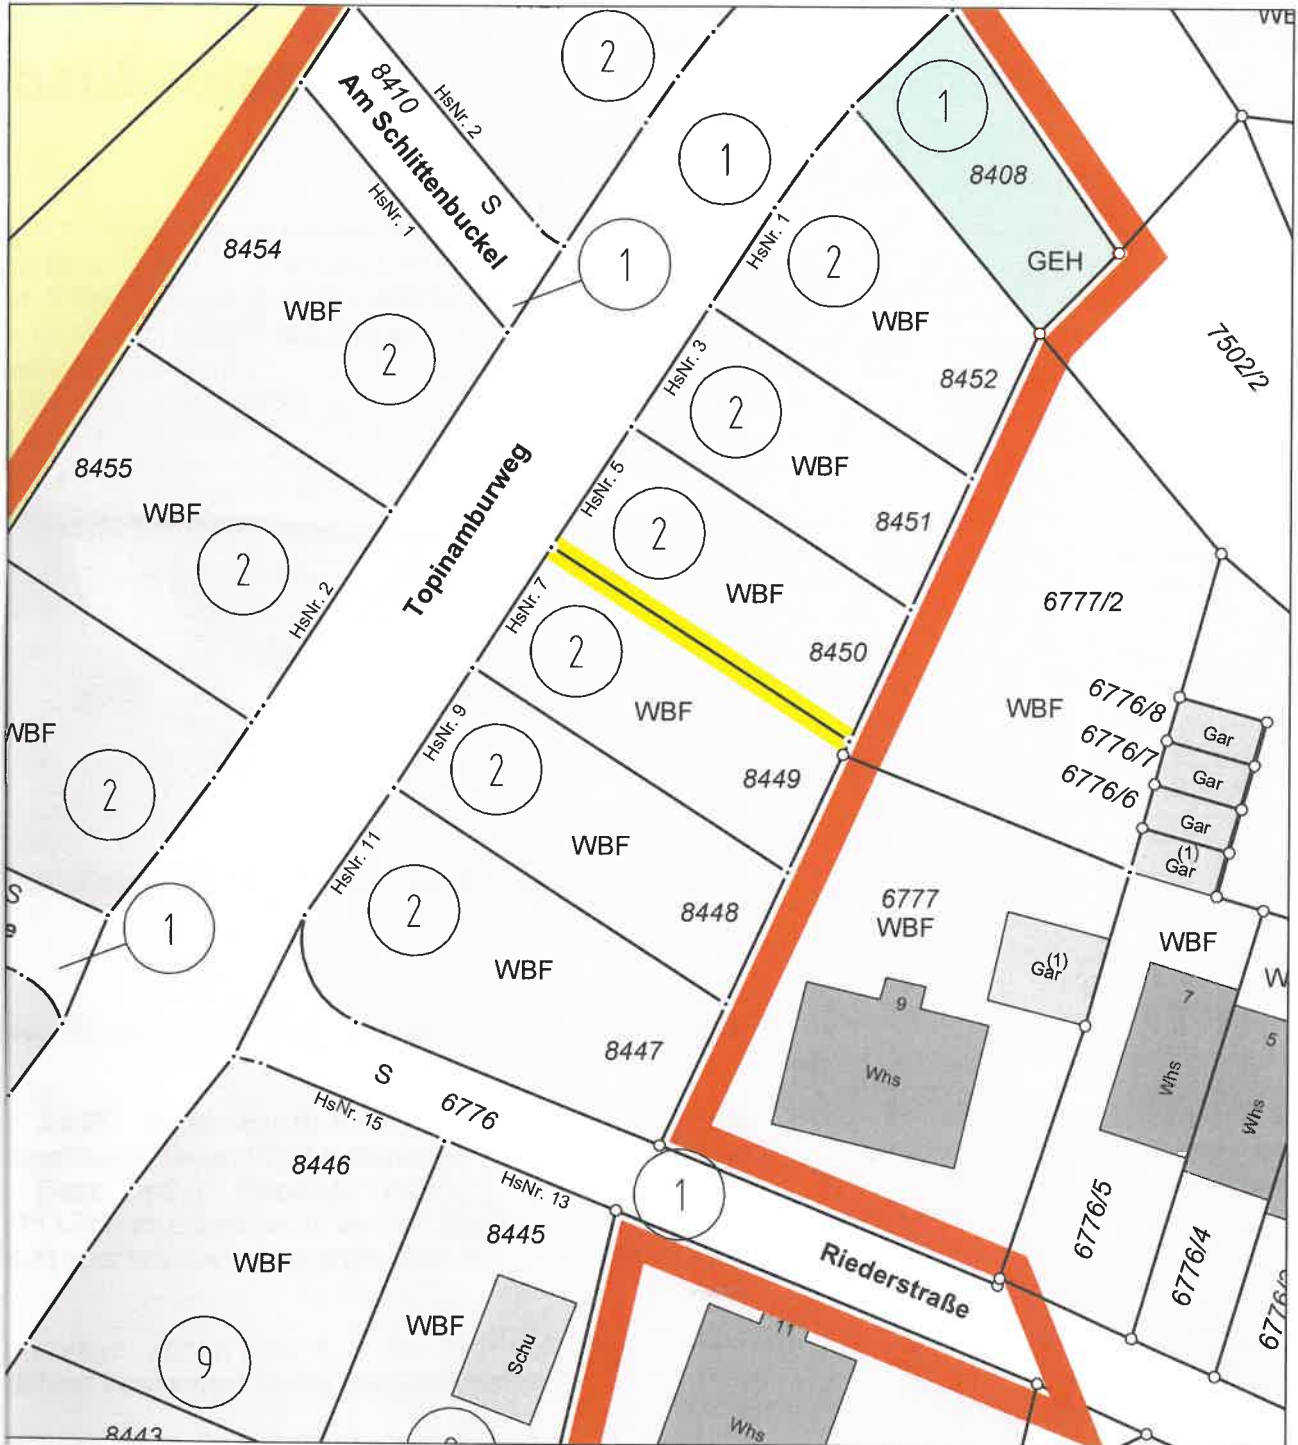 2
1
1
8410
HsNr. 2
Am Schlittenbuckel
S
HsNr. 1
8408
GEH
8454
WBF
2
1
HsNr. 1
2
WBF
8452
7502/2
HsNr. 3
2
WBF
8451
8455
WBF
2
HsNr. 2
Topinamburweg
HsNr. 5
2
WBF
8450
6777/2
WBF
HsNr. 7
2
WBF
8449
6776/8
6776/7
6776/6
Gar
Gar
Gar
(1)
Gar
WBF
2
HsNr. 9
2
WBF
8448
6777
WBF
(1)
Gar
WBF
HsNr. 11
2
WBF
8447
S
1
9
Whs
7
Whs
5
Whs
S
6776
HsNr. 15
8446
HsNr. 13
8445
1
WBF
9
WBF
Schu
Riederstraße
11
Whs
6776/5
6776/4
8443